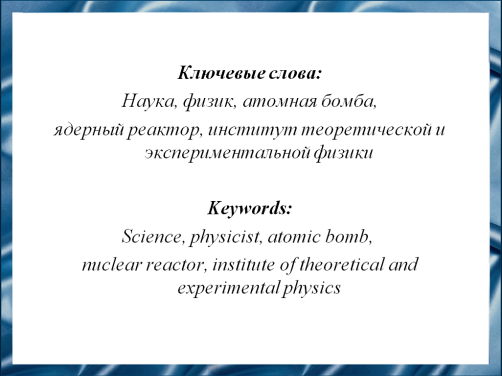 Ключевые слова:
Наука, физик, атомная бомба,
ядерный реактор, институт теоретической и
экспериментальной физики
Keywords:
Science, physicist, atomic bomb,
nuclear reactor, institute of theoretical and
experimental physics